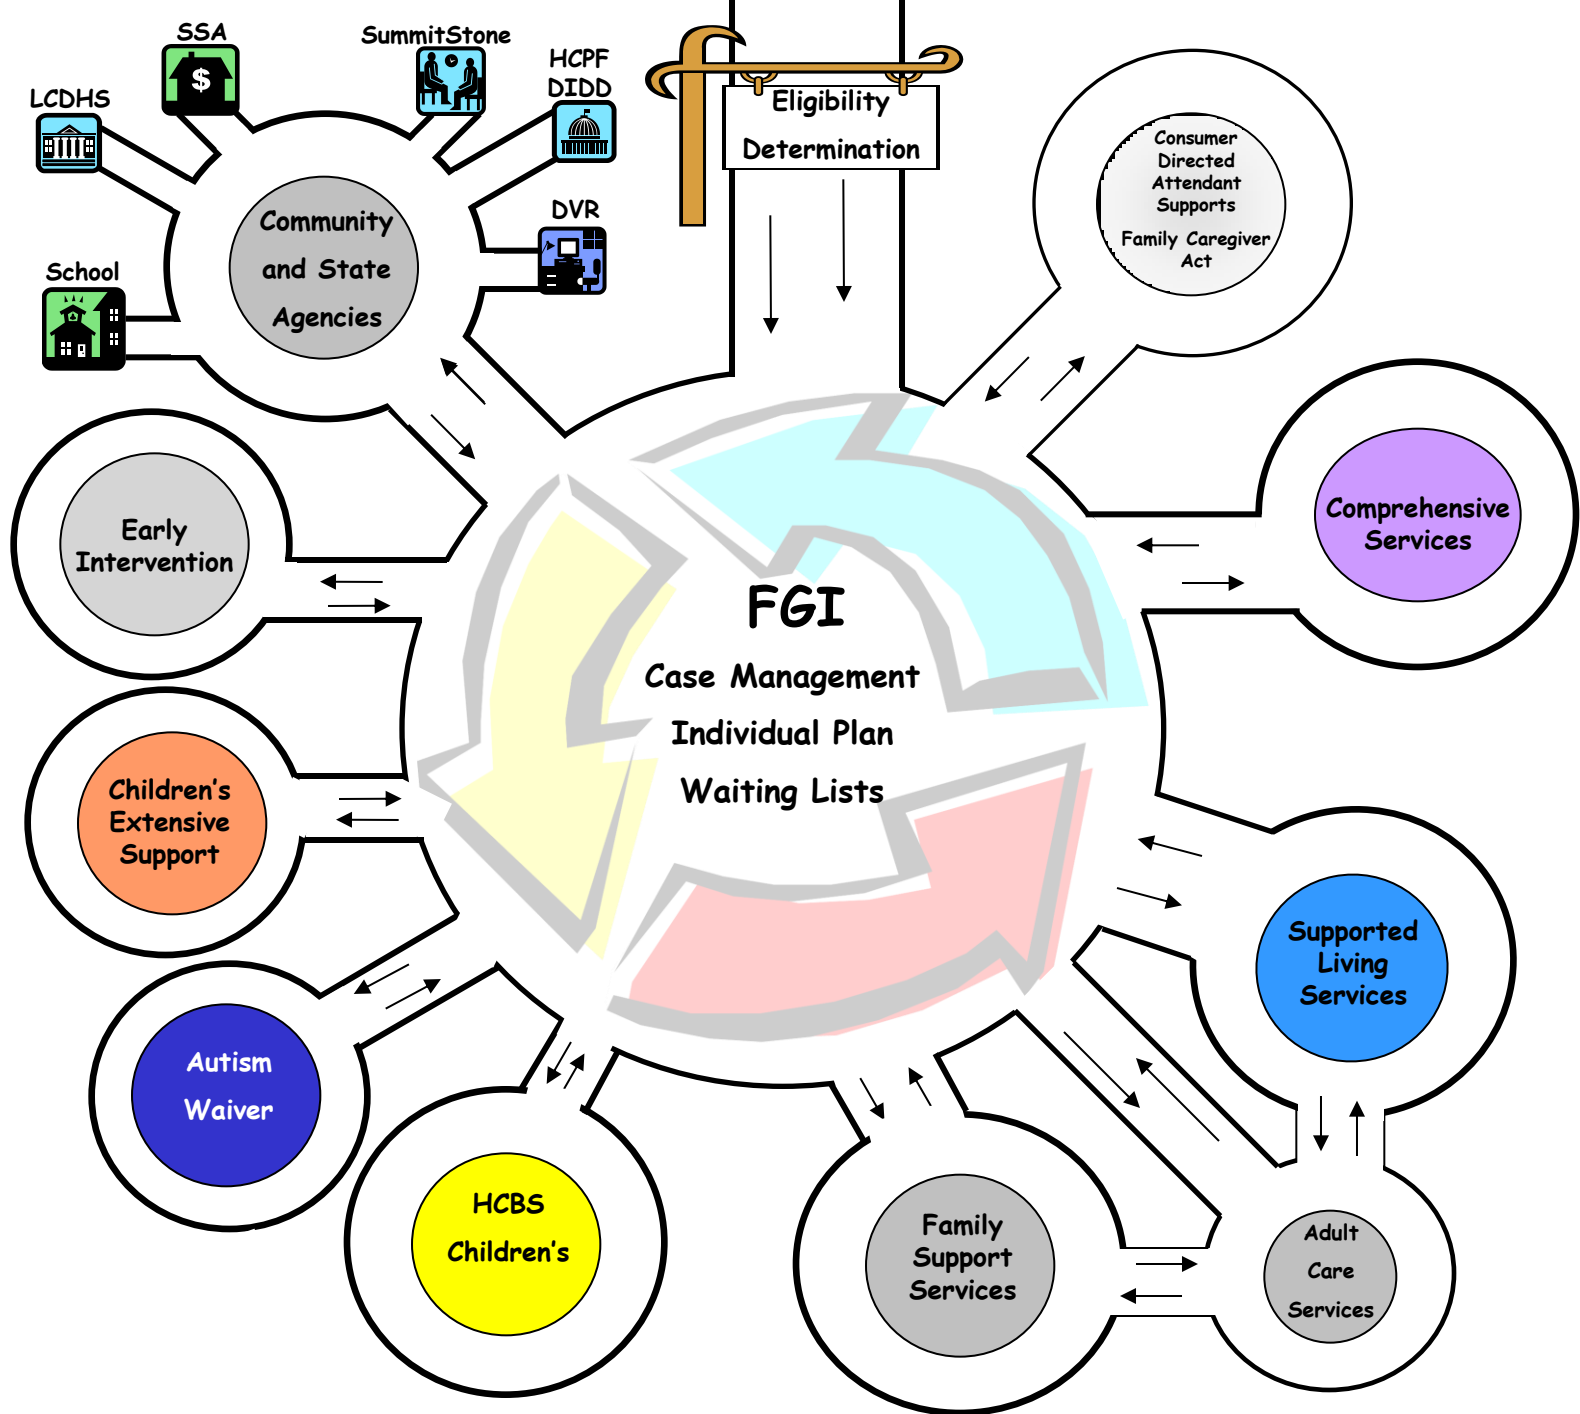 SSA
SummitStone
HCPF
DIDD
LCDHS
DVR
School
Community
and State
Agencies
Eligibility
Determination
Consumer
Directed
Attendant
Supports
Family Caregiver
Act
Comprehensive
Services
Early
Intervention
FGI
Case Management
Individual Plan
Waiting Lists
Children's
Extensive
Support
Supported
Living
Services
Autism
Waiver
HCBS
Children's
Family
Support
Services
Adult
Care
Services
$